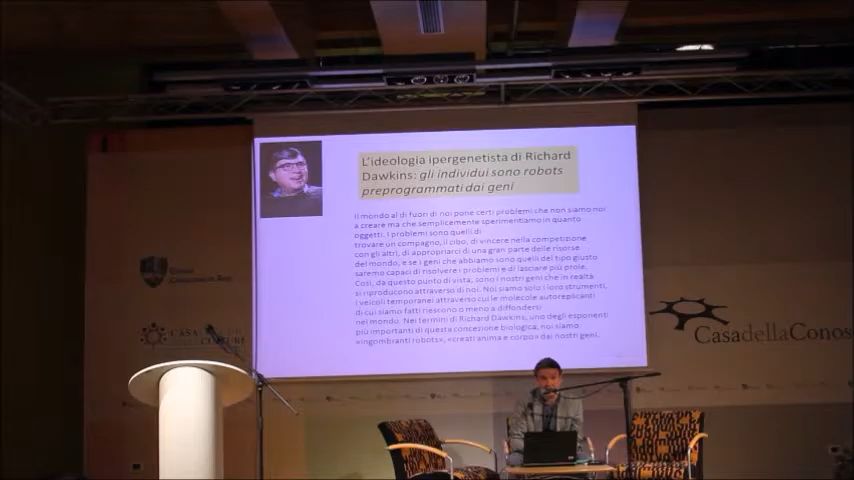 L'ideologia ipergenetista di Richard
Dawkins: gli individui sono robots
preprogrammati dai geni
Il mondo al di fuori di noi pone certi problemi che non siamo noi
a creare ma che semplicemente sperimentiamo in quanto
oggetti. I problemi sono quelli di
trovare un compagno, il cibo, di vincere nella competizione
con gli altri, di appropriarci di una gran parte delle risorse
del mondo, e se i geni che abbiamo sono quelli del tipo giusto
saremo capaci di risolvere i problemi e di lasciare più prole.
Così, da questo punto di vista, sono i nostri geni che in realtà
si riproducono attraverso di noi. Noi siamo solo i loro strumenti,
i veicoli temporanei attraverso cui le molecole autoreplicanti
di cui siamo fatti riescono o meno a diffondersi
nel mondo. Nei termini di Richard Dawkins, uno degli esponenti
più importanti di questa concezione biologica, noi siamo
«ingombranti robots», «creati anima e corpo» dai nostri geni.
CasadellaConos